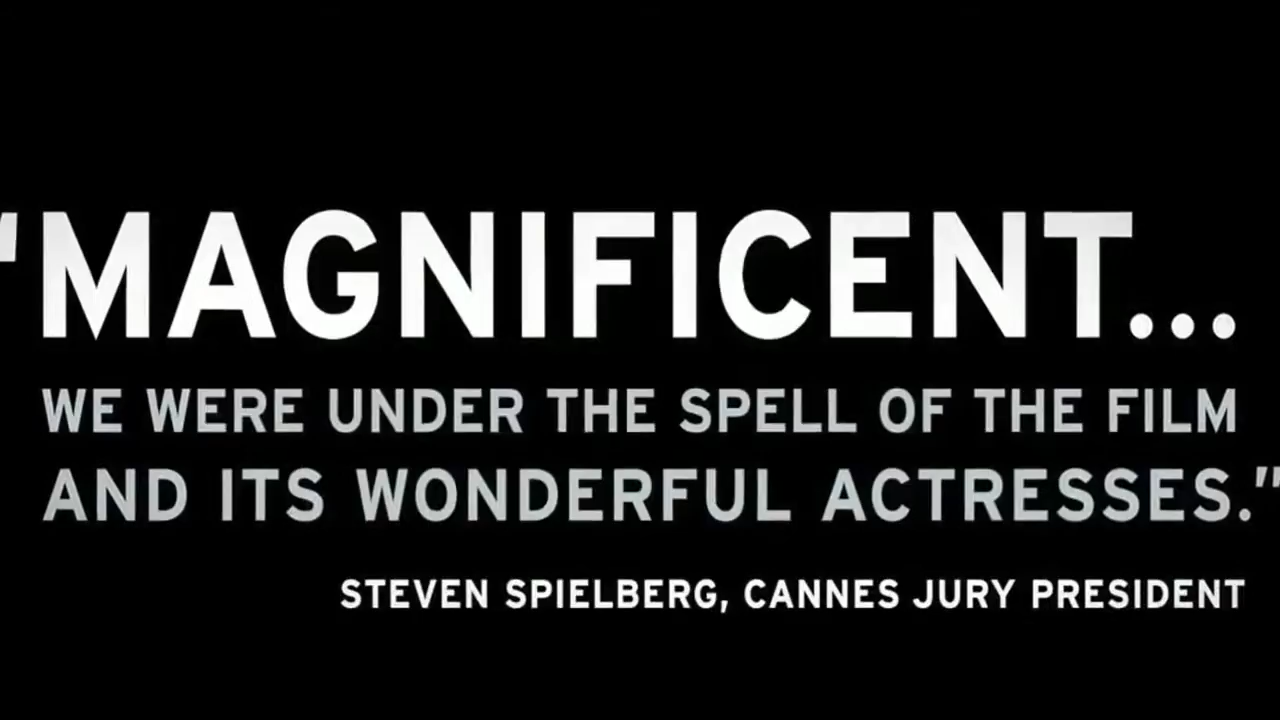 "MAGNIFICENT...
WE WERE UNDER THE SPELL OF THE FILM
AND ITS WONDERFUL ACTRESSES."
STEVEN SPIELBERG, CANNES JURY PRESIDENT